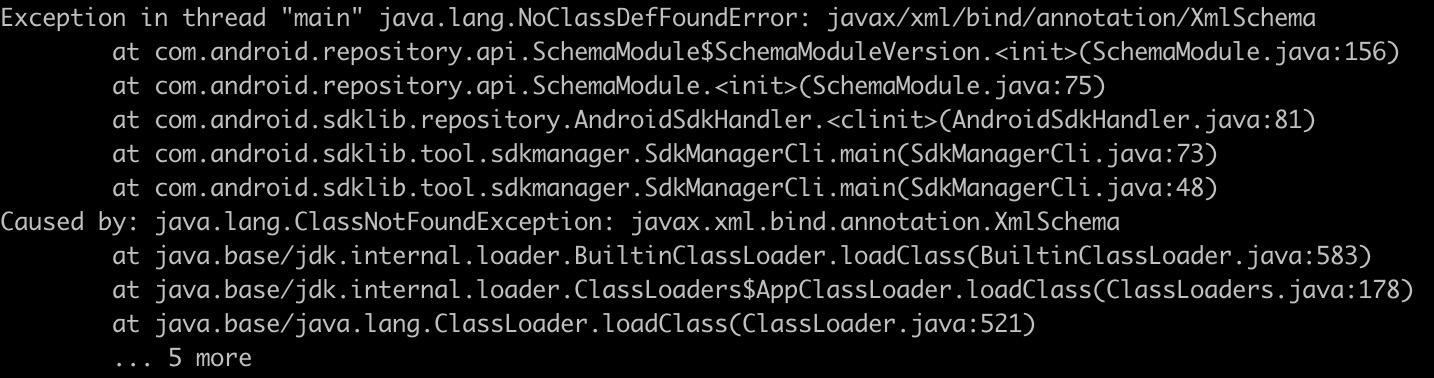 Exception in thread "main" java.lang.NoClassDefFoundError: javax/xml/bind/annotation/XmlSchema
        at com.android.repository.api.SchemaModule$SchemaModuleVersion.<init>(SchemaModule.java:156)
        at com.android.repository.api.SchemaModule.<init>(SchemaModule.java:75)
        at com.android.sdklib.repository.AndroidSdkHandler.<clinit>(AndroidSdkHandler.java:81)
        at com.android.sdklib.tool.sdkmanager.SdkManagerCli.main(SdkManagerCli.java:73)
        at com.android.sdklib.tool.sdkmanager.SdkManagerCli.main(SdkManagerCli.java:48)
Caused by: java.lang.ClassNotFoundException: javax.xml.bind.annotation.XmlSchema
        at java.base/jdk.internal.loader.BuiltinClassLoader.loadClass(BuiltinClassLoader.java:583)
        at java.base/jdk.internal.loader.ClassLoaders$AppClassLoader.loadClass(ClassLoaders.java:178)
        at java.base/java.lang.ClassLoader.loadClass(ClassLoader.java:521)
        ... 5 more